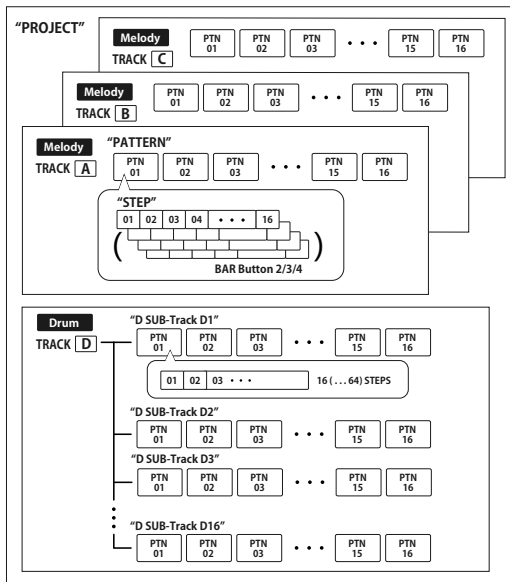 “PROJECT”
Melody
TRACK C
PTN 01 PTN 02 PTN 03 • • • PTN 15 PTN 16
Melody
TRACK B
PTN 01 PTN 02 PTN 03 • • • PTN 15 PTN 16
Melody
TRACK A
“PATTERN”
PTN 01 PTN 02 PTN 03 • • • PTN 15 PTN 16
“STEP”
01 02 03 04 • • • 16
BAR Button 2/3/4
Drum
TRACK D
“D SUB-Track D1”
PTN 01 PTN 02 PTN 03 • • • PTN 15 PTN 16
01 02 03 • • • 16 ( . . . 64) STEPS
“D SUB-Track D2”
PTN 01 PTN 02 PTN 03 • • • PTN 15 PTN 16
“D SUB-Track D3”
PTN 01 PTN 02 PTN 03 • • • PTN 15 PTN 16
“D SUB-Track D16”
PTN 01 PTN 02 PTN 03 • • • PTN 15 PTN 16